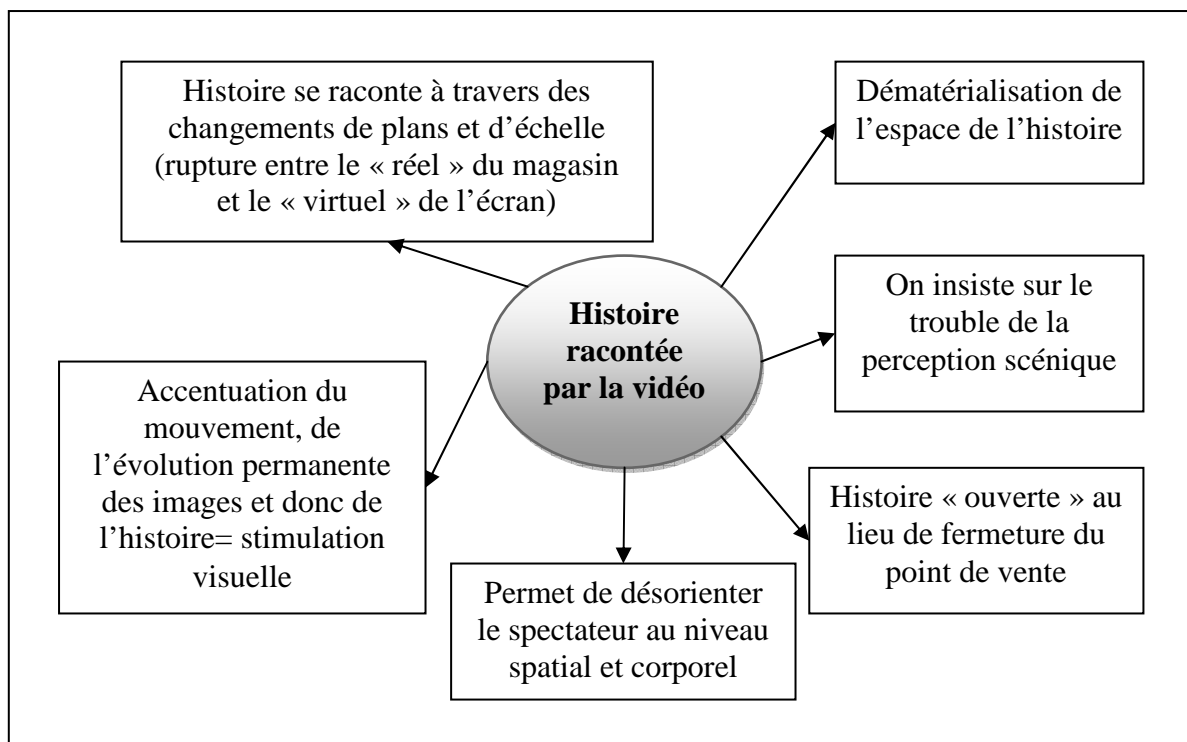 Histoire se raconte à travers des
changements de plans et d’échelle
(rupture entre le « réel » du magasin
et le « virtuel » de l’écran)
Dématérialisation de
l’espace de l’histoire
Histoire
racontée
par la vidéo
On insiste sur le
trouble de la
perception scénique
Accentuation du
mouvement, de
l’évolution permanente
des images et donc de
l’histoire= stimulation
visuelle
Permet de désorienter
le spectateur au niveau
spatial et corporel
Histoire « ouverte » au
lieu de fermeture du
point de vente